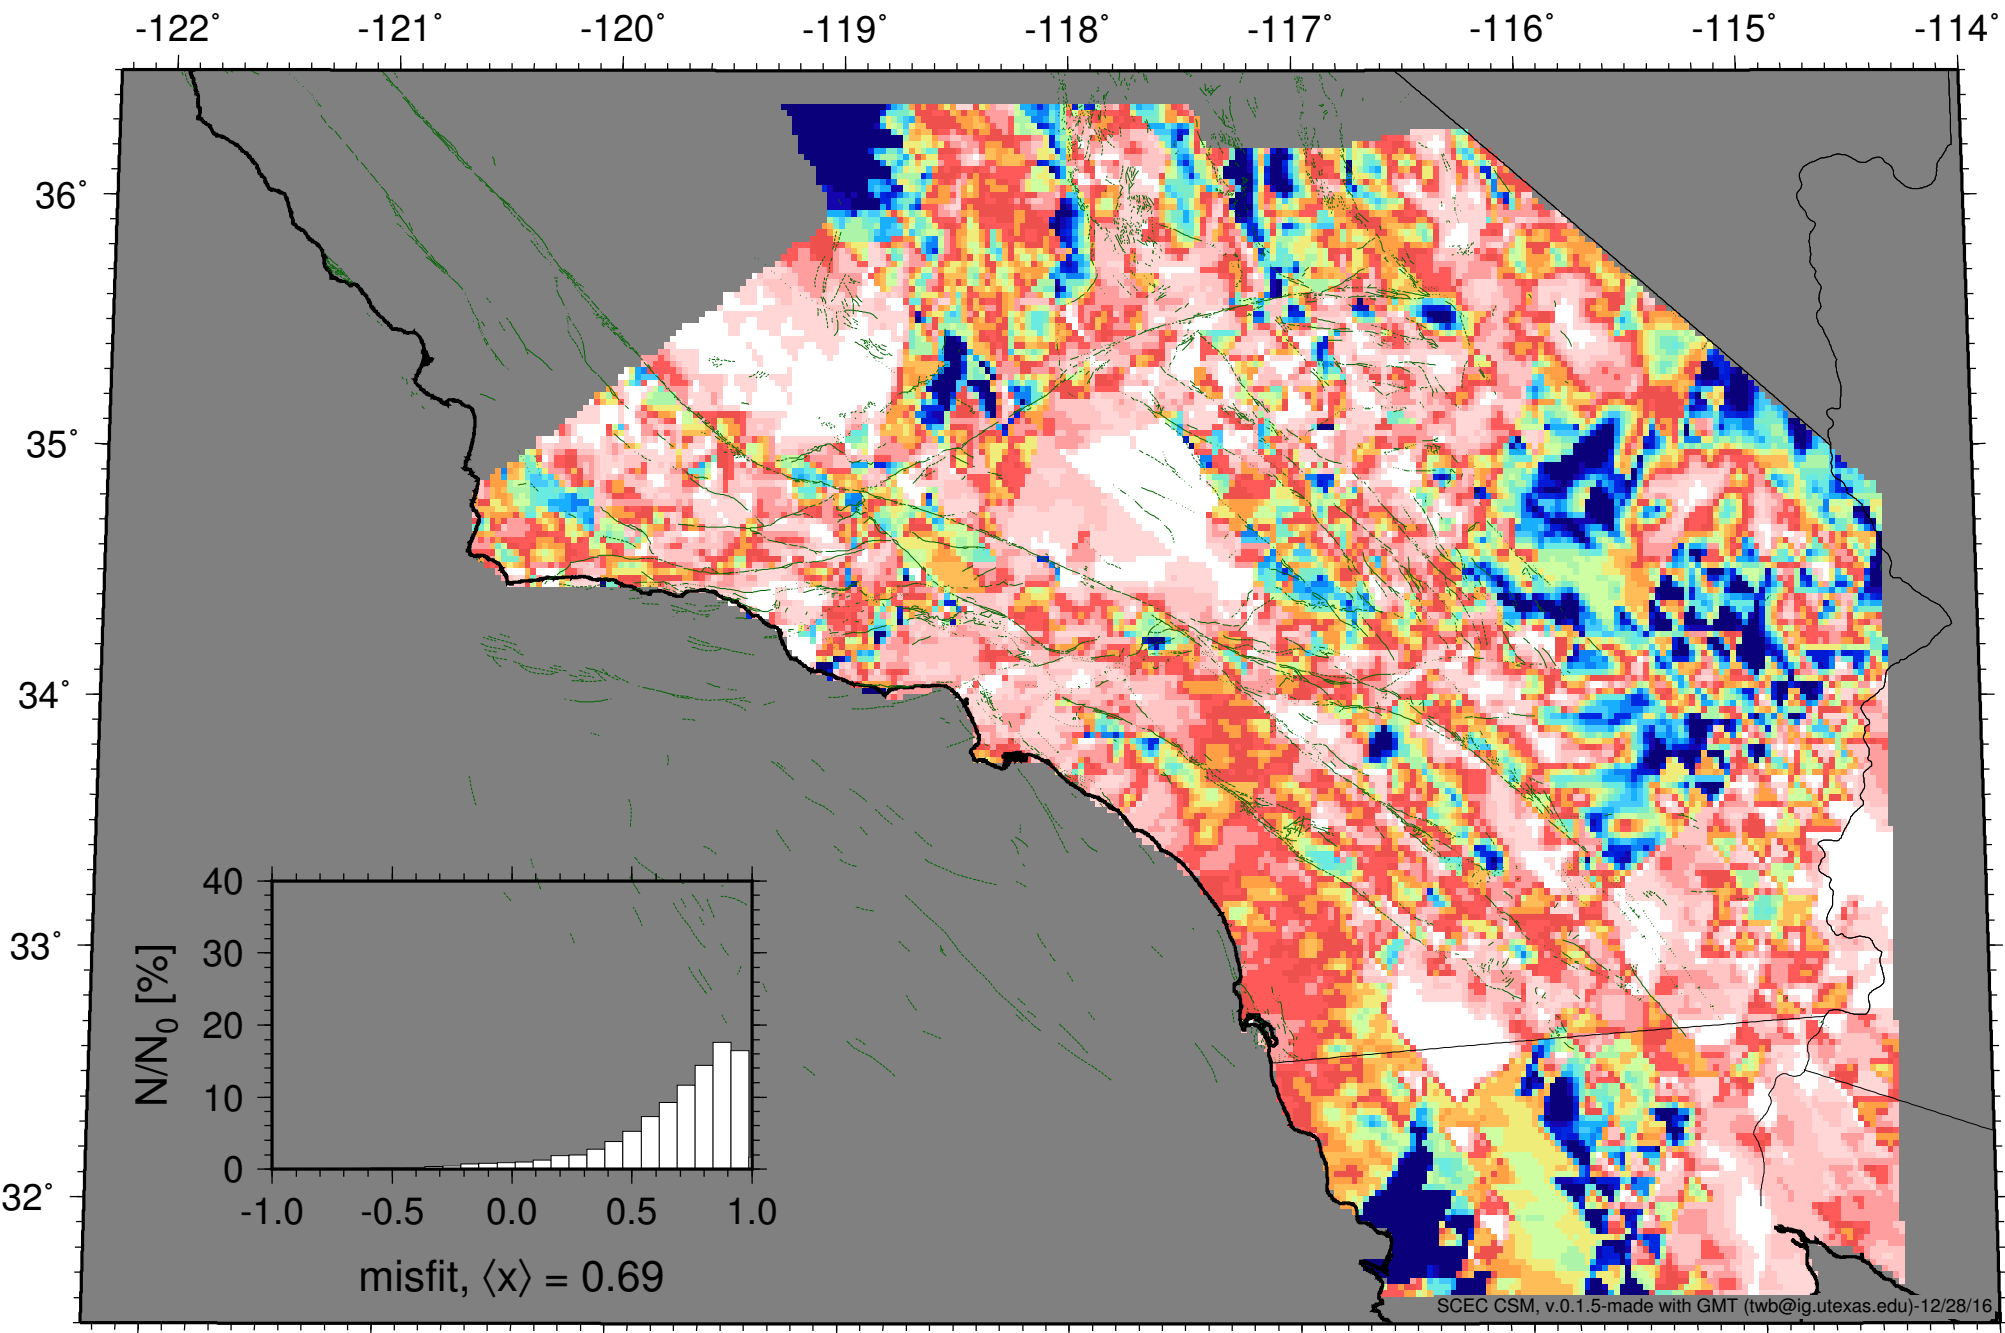 -122° -121° -120° -119° -118° -117° -116° -115° -114°
36°
35°
34°
33°
32°
40
30
20
10
0
N/N0 [%]
-1.0 -0.5 0.0 0.5 1.0
misfit, ⟨x⟩ = 0.69
SCEC CSM, v.0.1.5-made with GMT (twb@ig.utexas.edu)-12/28/16